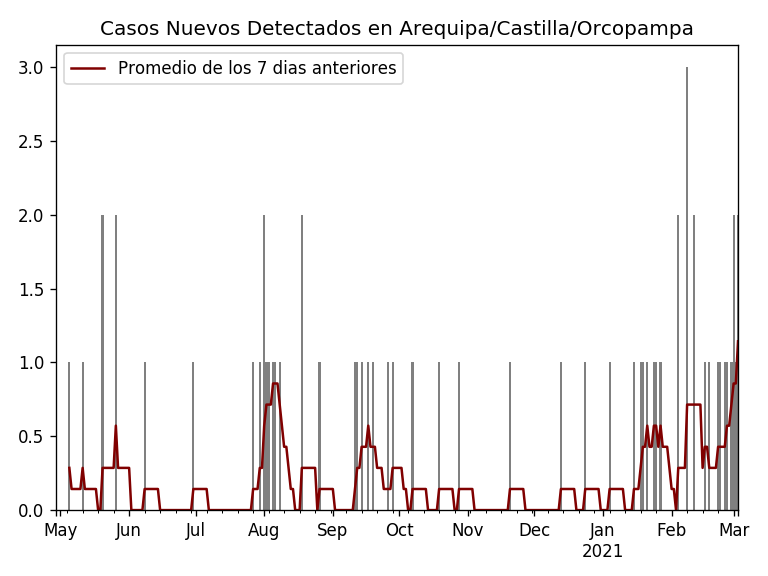 Casos Nuevos Detectados en Arequipa/Castilla/Orcopampa
Promedio de los 7 dias anteriores
3.0
2.5
2.0
1.5
1.0
0.5
0.0
May Jun Jul Aug Sep Oct Nov Dec Jan Feb Mar
2021